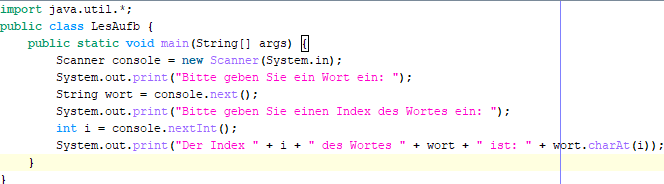 import java.util.*;
public class LesAufb {
    public static void main(String[] args) {
        Scanner console = new Scanner(System.in);
        System.out.print("Bitte geben Sie ein Wort ein: ");
        String wort = console.next();
        System.out.print("Bitte geben Sie einen Index des Wortes ein: ");
        int i = console.nextInt();
        System.out.print("Der Index " + i + " des Wortes " + wort + " ist: " + wort.charAt(i));
    }
}